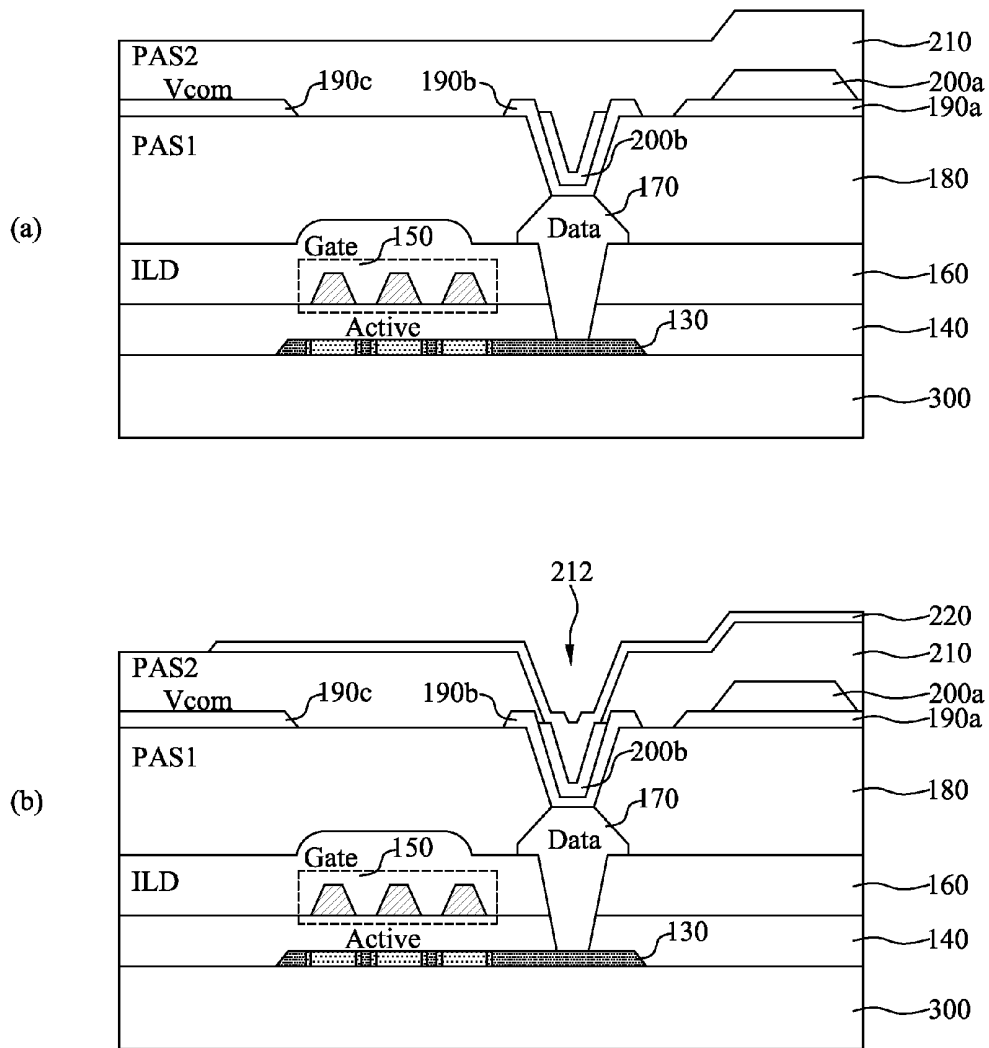 PAS2
Vcom
190c
190b
210
200a
190a
PAS1
200b
170
180
(a)
Data
Gate
150
ILD
160
Active
130
140
300
212
220
PAS2
210
Vcom
190c
190b
200a
190a
PAS1
200b
170
180
(b)
Data
Gate
150
ILD
160
Active
130
140
300